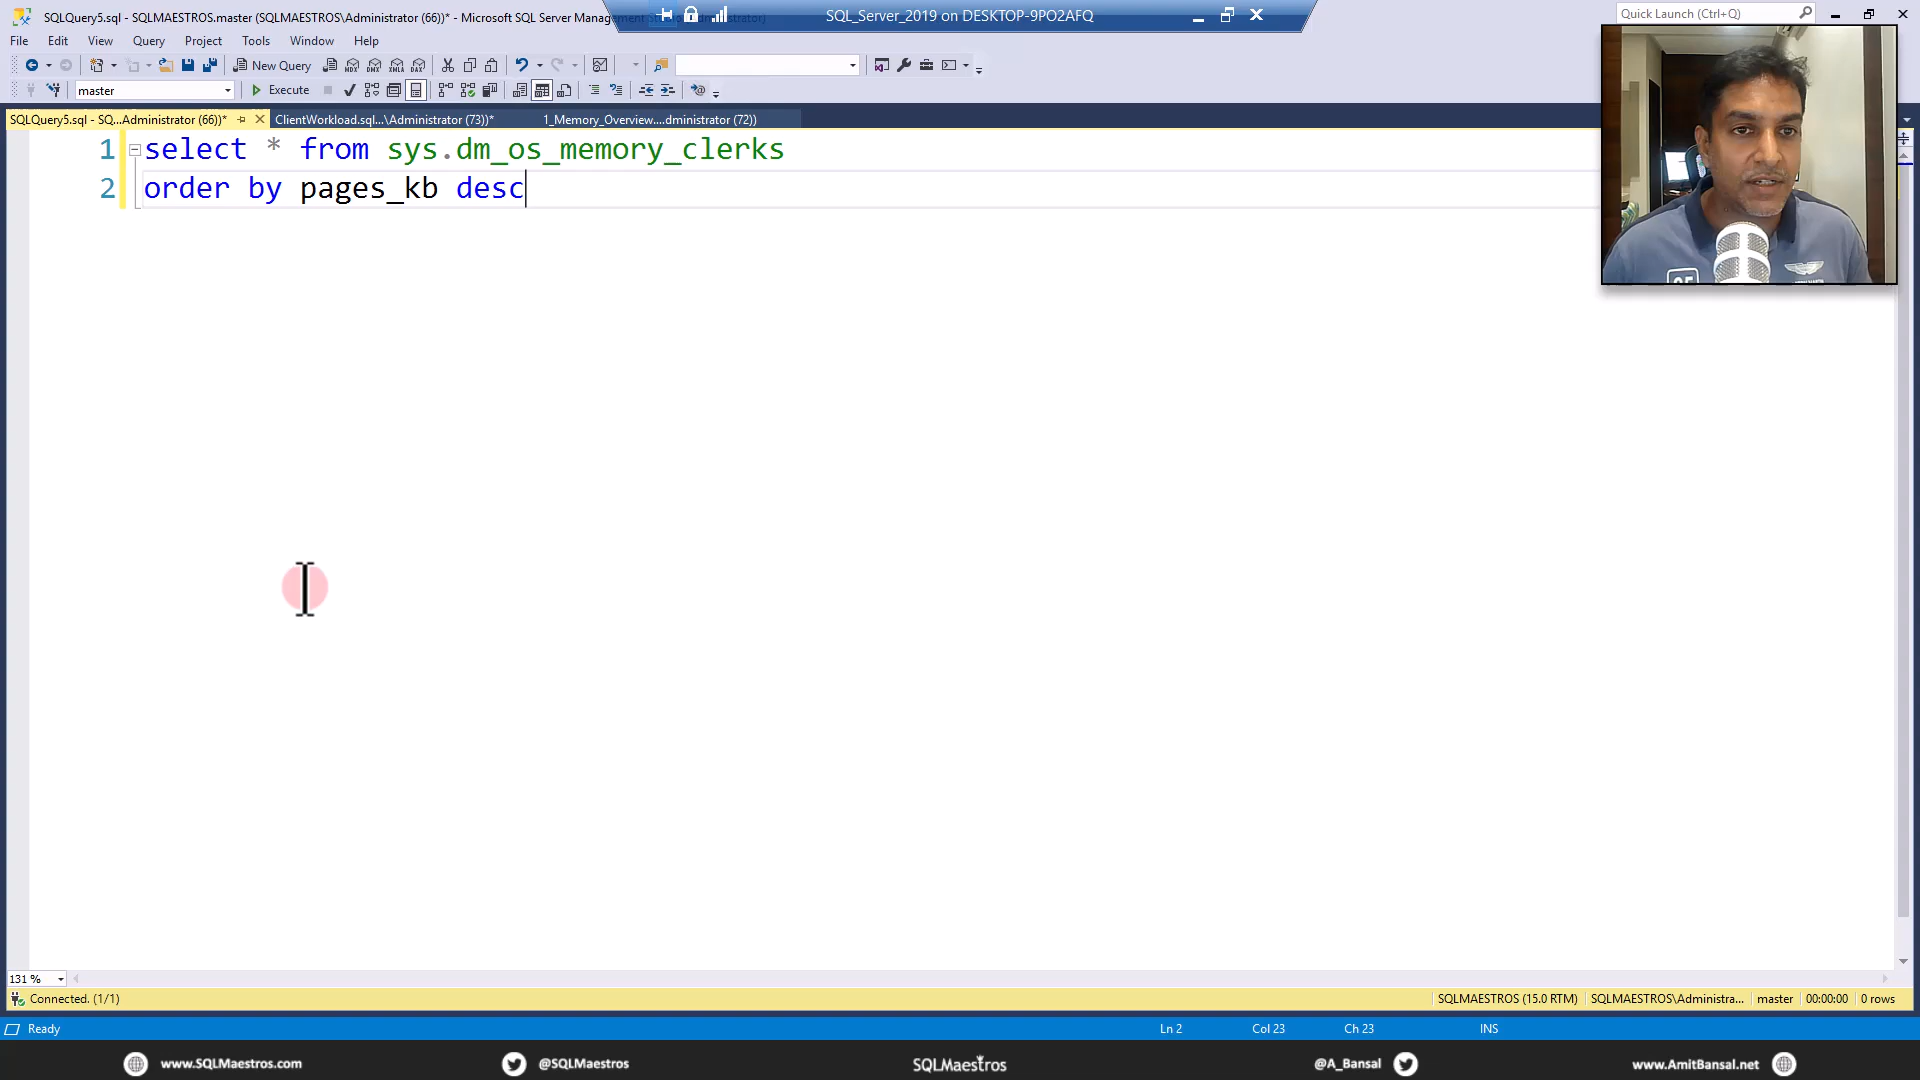 SQLQuery5.sql - SQLMAESTROS.master (SQLMAESTROS\Administrator (66))* - Microsoft SQL Server Manag
SQL_Server_2019 on DESKTOP-9PO2AFQ
Quick Launch (Ctrl+Q)
File Edit View Query Project Tools Window Help
New Query
master
Execute
SQLQuery5.sql - SQ...Administrator (66))*
ClientWorkload.sql...\Administrator (73))*
1_Memory_Overview....dministrator (72))
1 select * from sys.dm_os_memory_clerks
2 order by pages_kb desc
131 %
Connected. (1/1)
SQLMAESTROS (15.0 RTM) SQLMAESTROS\Administra... master 00:00:00 0 rows
Ready
Ln 2 Col 23 Ch 23 INS
www.SQLMaestros.com @SQLMaestros SQLMaestros @A_Bansal www.AmitBansal.net